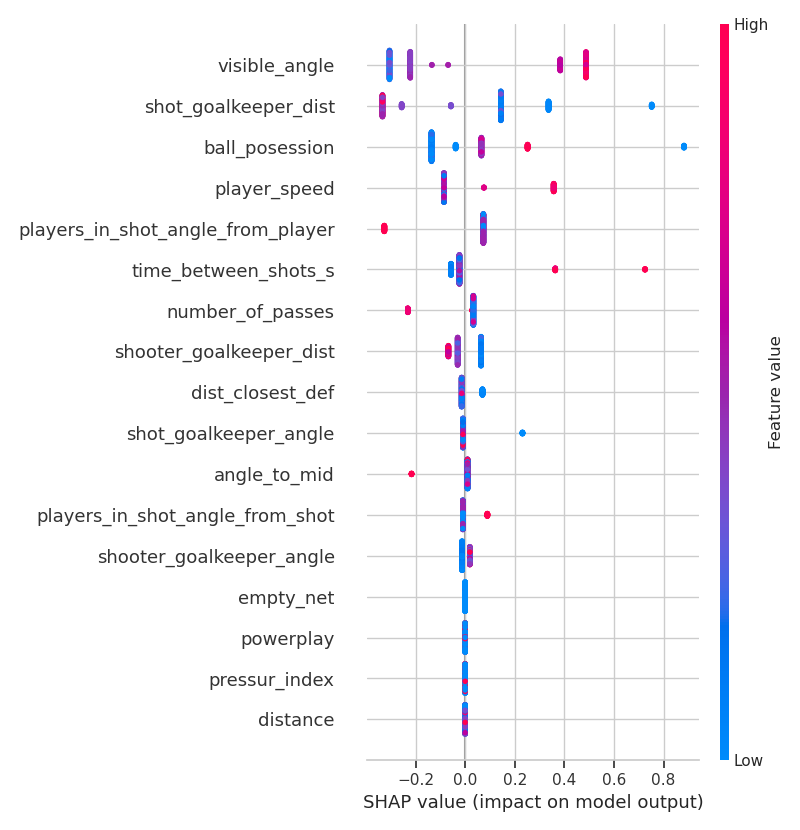 High
visible_angle
shot_goalkeeper_dist
ball_posession
player_speed
players_in_shot_angle_from_player
time_between_shots_s
number_of_passes
shooter_goalkeeper_dist
dist_closest_def
shot_goalkeeper_angle
angle_to_mid
players_in_shot_angle_from_shot
shooter_goalkeeper_angle
empty_net
powerplay
pressur_index
distance
Feature value
Low
−0.2 0.0 0.2 0.4 0.6 0.8
SHAP value (impact on model output)